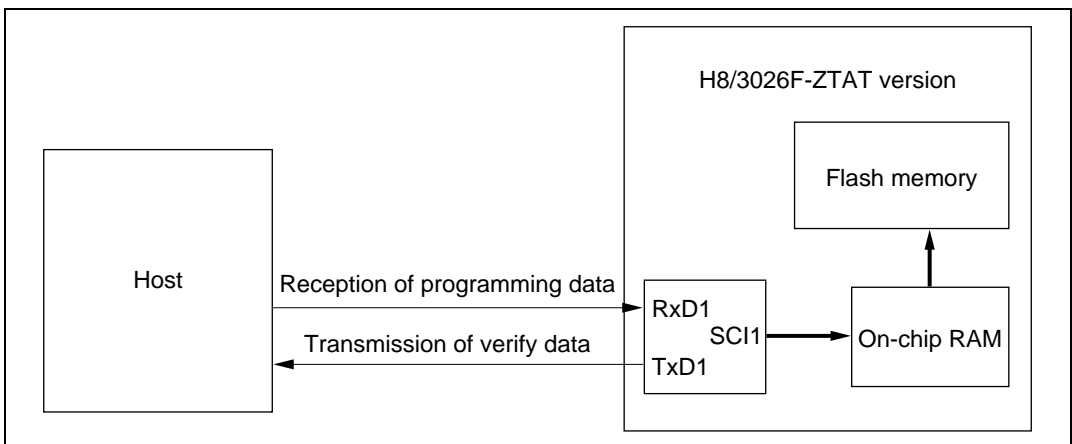 H8/3026F-ZTAT version
Flash memory
Host
Reception of programming data
RxD1
SCI1
On-chip RAM
Transmission of verify data
TxD1